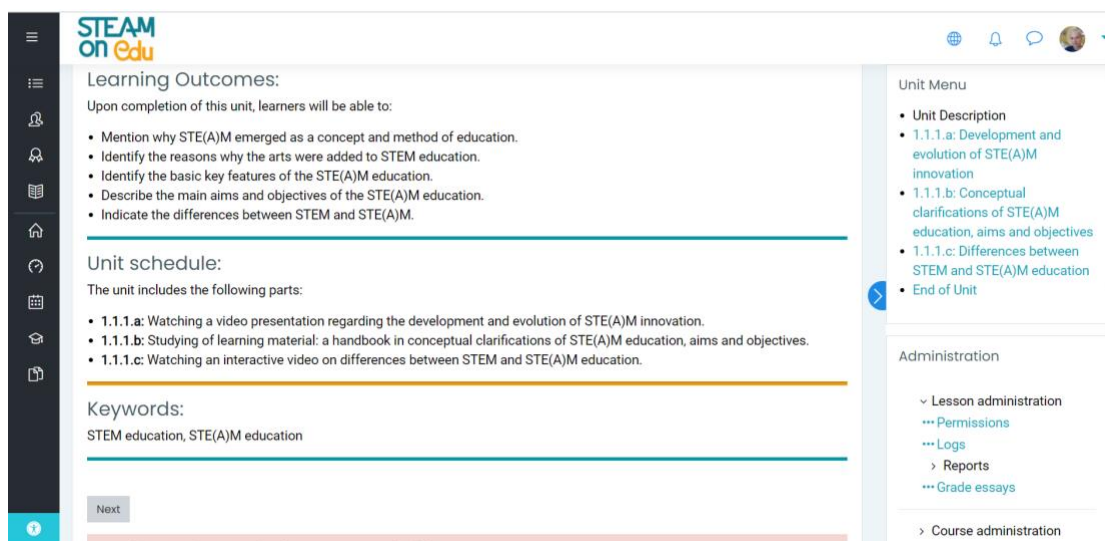 STEAM
on edu
Learning Outcomes:
Upon completion of this unit, learners will be able to:
• Mention why STE(A)M emerged as a concept and method of education.
• Identify the reasons why the arts were added to STEM education.
• Identify the basic key features of the STE(A)M education.
• Describe the main aims and objectives of the STE(A)M education.
• Indicate the differences between STEM and STE(A)M.
Unit schedule:
The unit includes the following parts:
• 1.1.1.a: Watching a video presentation regarding the development and evolution of STE(A)M innovation.
• 1.1.1.b: Studying of learning material: a handbook in conceptual clarifications of STE(A)M education, aims and objectives.
• 1.1.1.c: Watching an interactive video on differences between STEM and STE(A)M education.
Keywords:
STEM education, STE(A)M education
Next
Unit Menu
• Unit Description
• 1.1.1.a: Development and
evolution of STE(A)M
innovation
• 1.1.1.b: Conceptual
clarifications of STE(A)M
education, aims and objectives
• 1.1.1.c: Differences between
STEM and STE(A)M education
• End of Unit
Administration
Lesson administration
Permissions
Logs
Reports
Grade essays
Course administration